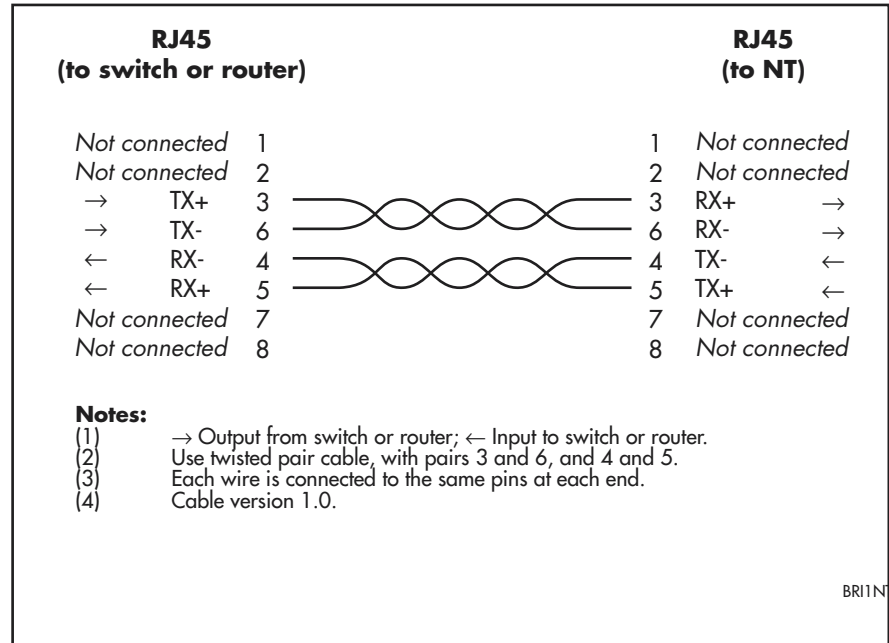 RJ45 RJ45
(to switch or router) (to NT)
Not connected 1 1 Not connected
Not connected 2 2 Not connected
→ TX+ 3 3 RX+ →
→ TX- 6 6 RX- →
← RX- 4 4 TX- ←
← RX+ 5 5 TX+ ←
Not connected 7 7 Not connected
Not connected 8 8 Not connected
Notes:
(1) → Output from switch or router; ← Input to switch or router.
(2) Use twisted pair cable, with pairs 3 and 6, and 4 and 5.
(3) Each wire is connected to the same pins at each end.
(4) Cable version 1.0.
BRI1NT